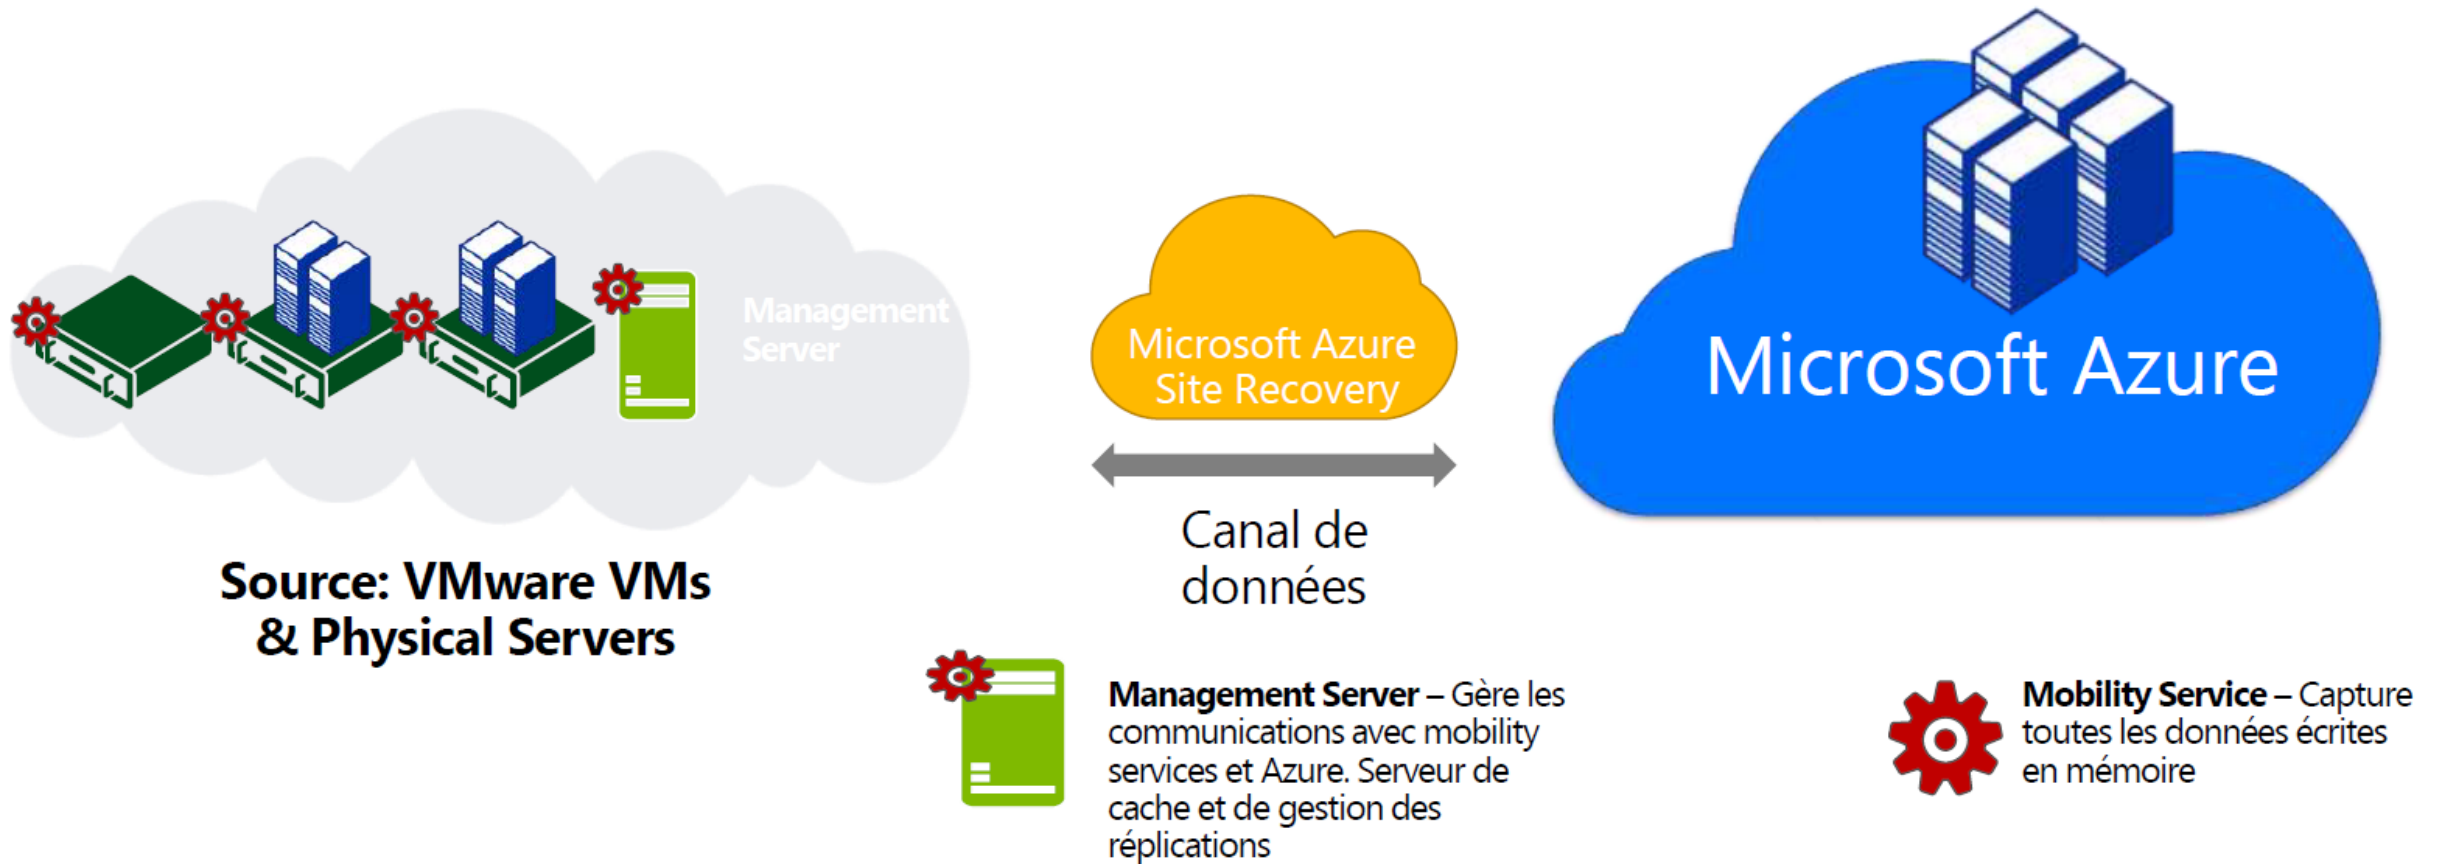 Management
Server
Microsoft Azure
Site Recovery
Microsoft Azure
Canal de
données
Source: VMware VMs
& Physical Servers
Management Server – Gère les
communications avec mobility
services et Azure. Serveur de
cache et de gestion des
réplications
Mobility Service – Capture
toutes les données écrites
en mémoire